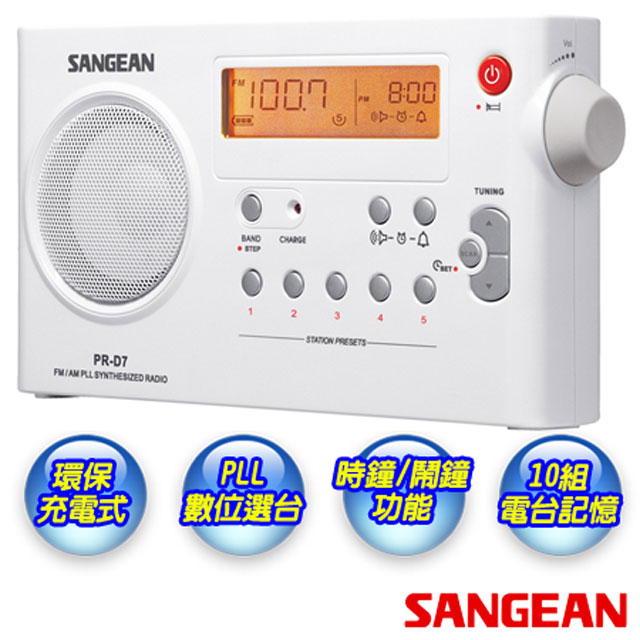 SANGEAN
FM
100.7
PM 8:00
5
Vol.
TUNING
BAND
• STEP
CHARGE
SCAN
SET •
1 2 3 4 5
STATION PRESETS
PR-D7
FM / AM PLL SYNTHESIZED RADIO
環保
充電式
PLL
數位選台
時鐘/鬧鐘
功能
10組
電台記憶
SANGEAN